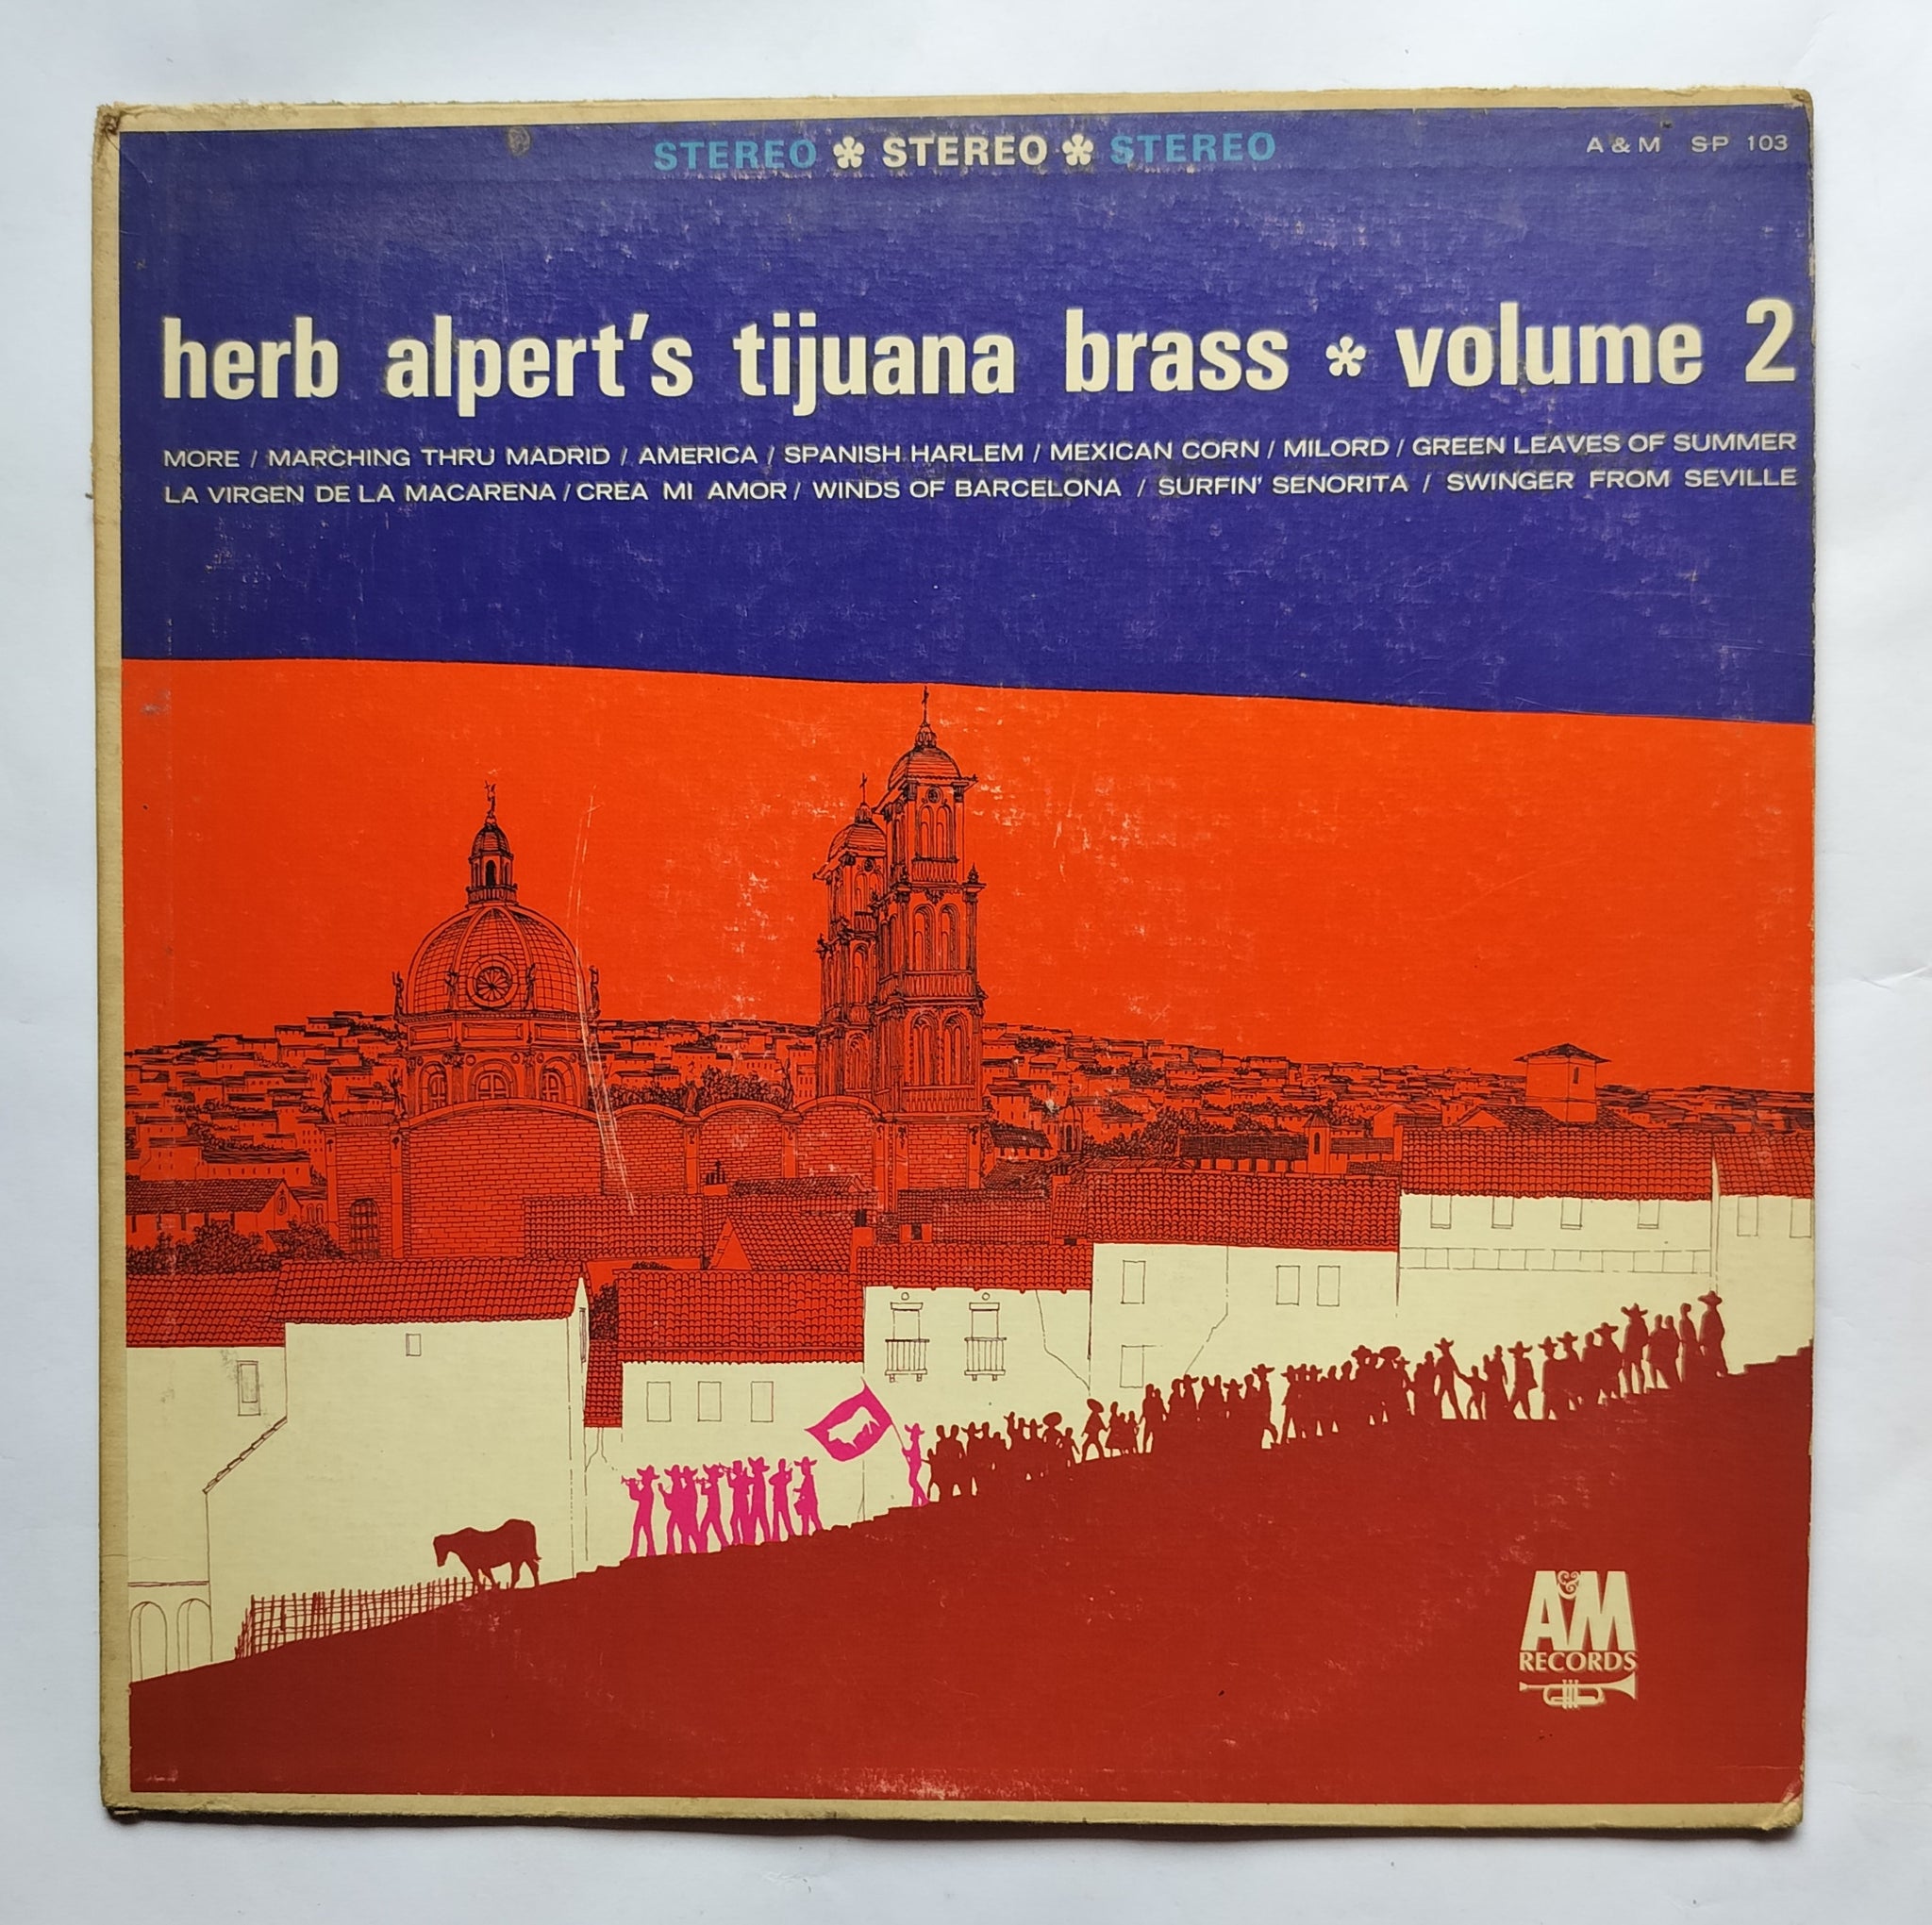 STEREO * STEREO * STEREO
A & M SP 103
herb alpert's tijuana brass * volume 2
MORE / MARCHING THRU MADRID / AMERICA / SPANISH HARLEM / MEXICAN CORN / MILORD / GREEN LEAVES OF SUMMER
LA VIRGEN DE LA MACARENA / CREA MI AMOR / WINDS OF BARCELONA / SURFIN' SENORITA / SWINGER FROM SEVILLE
A&M
RECORDS